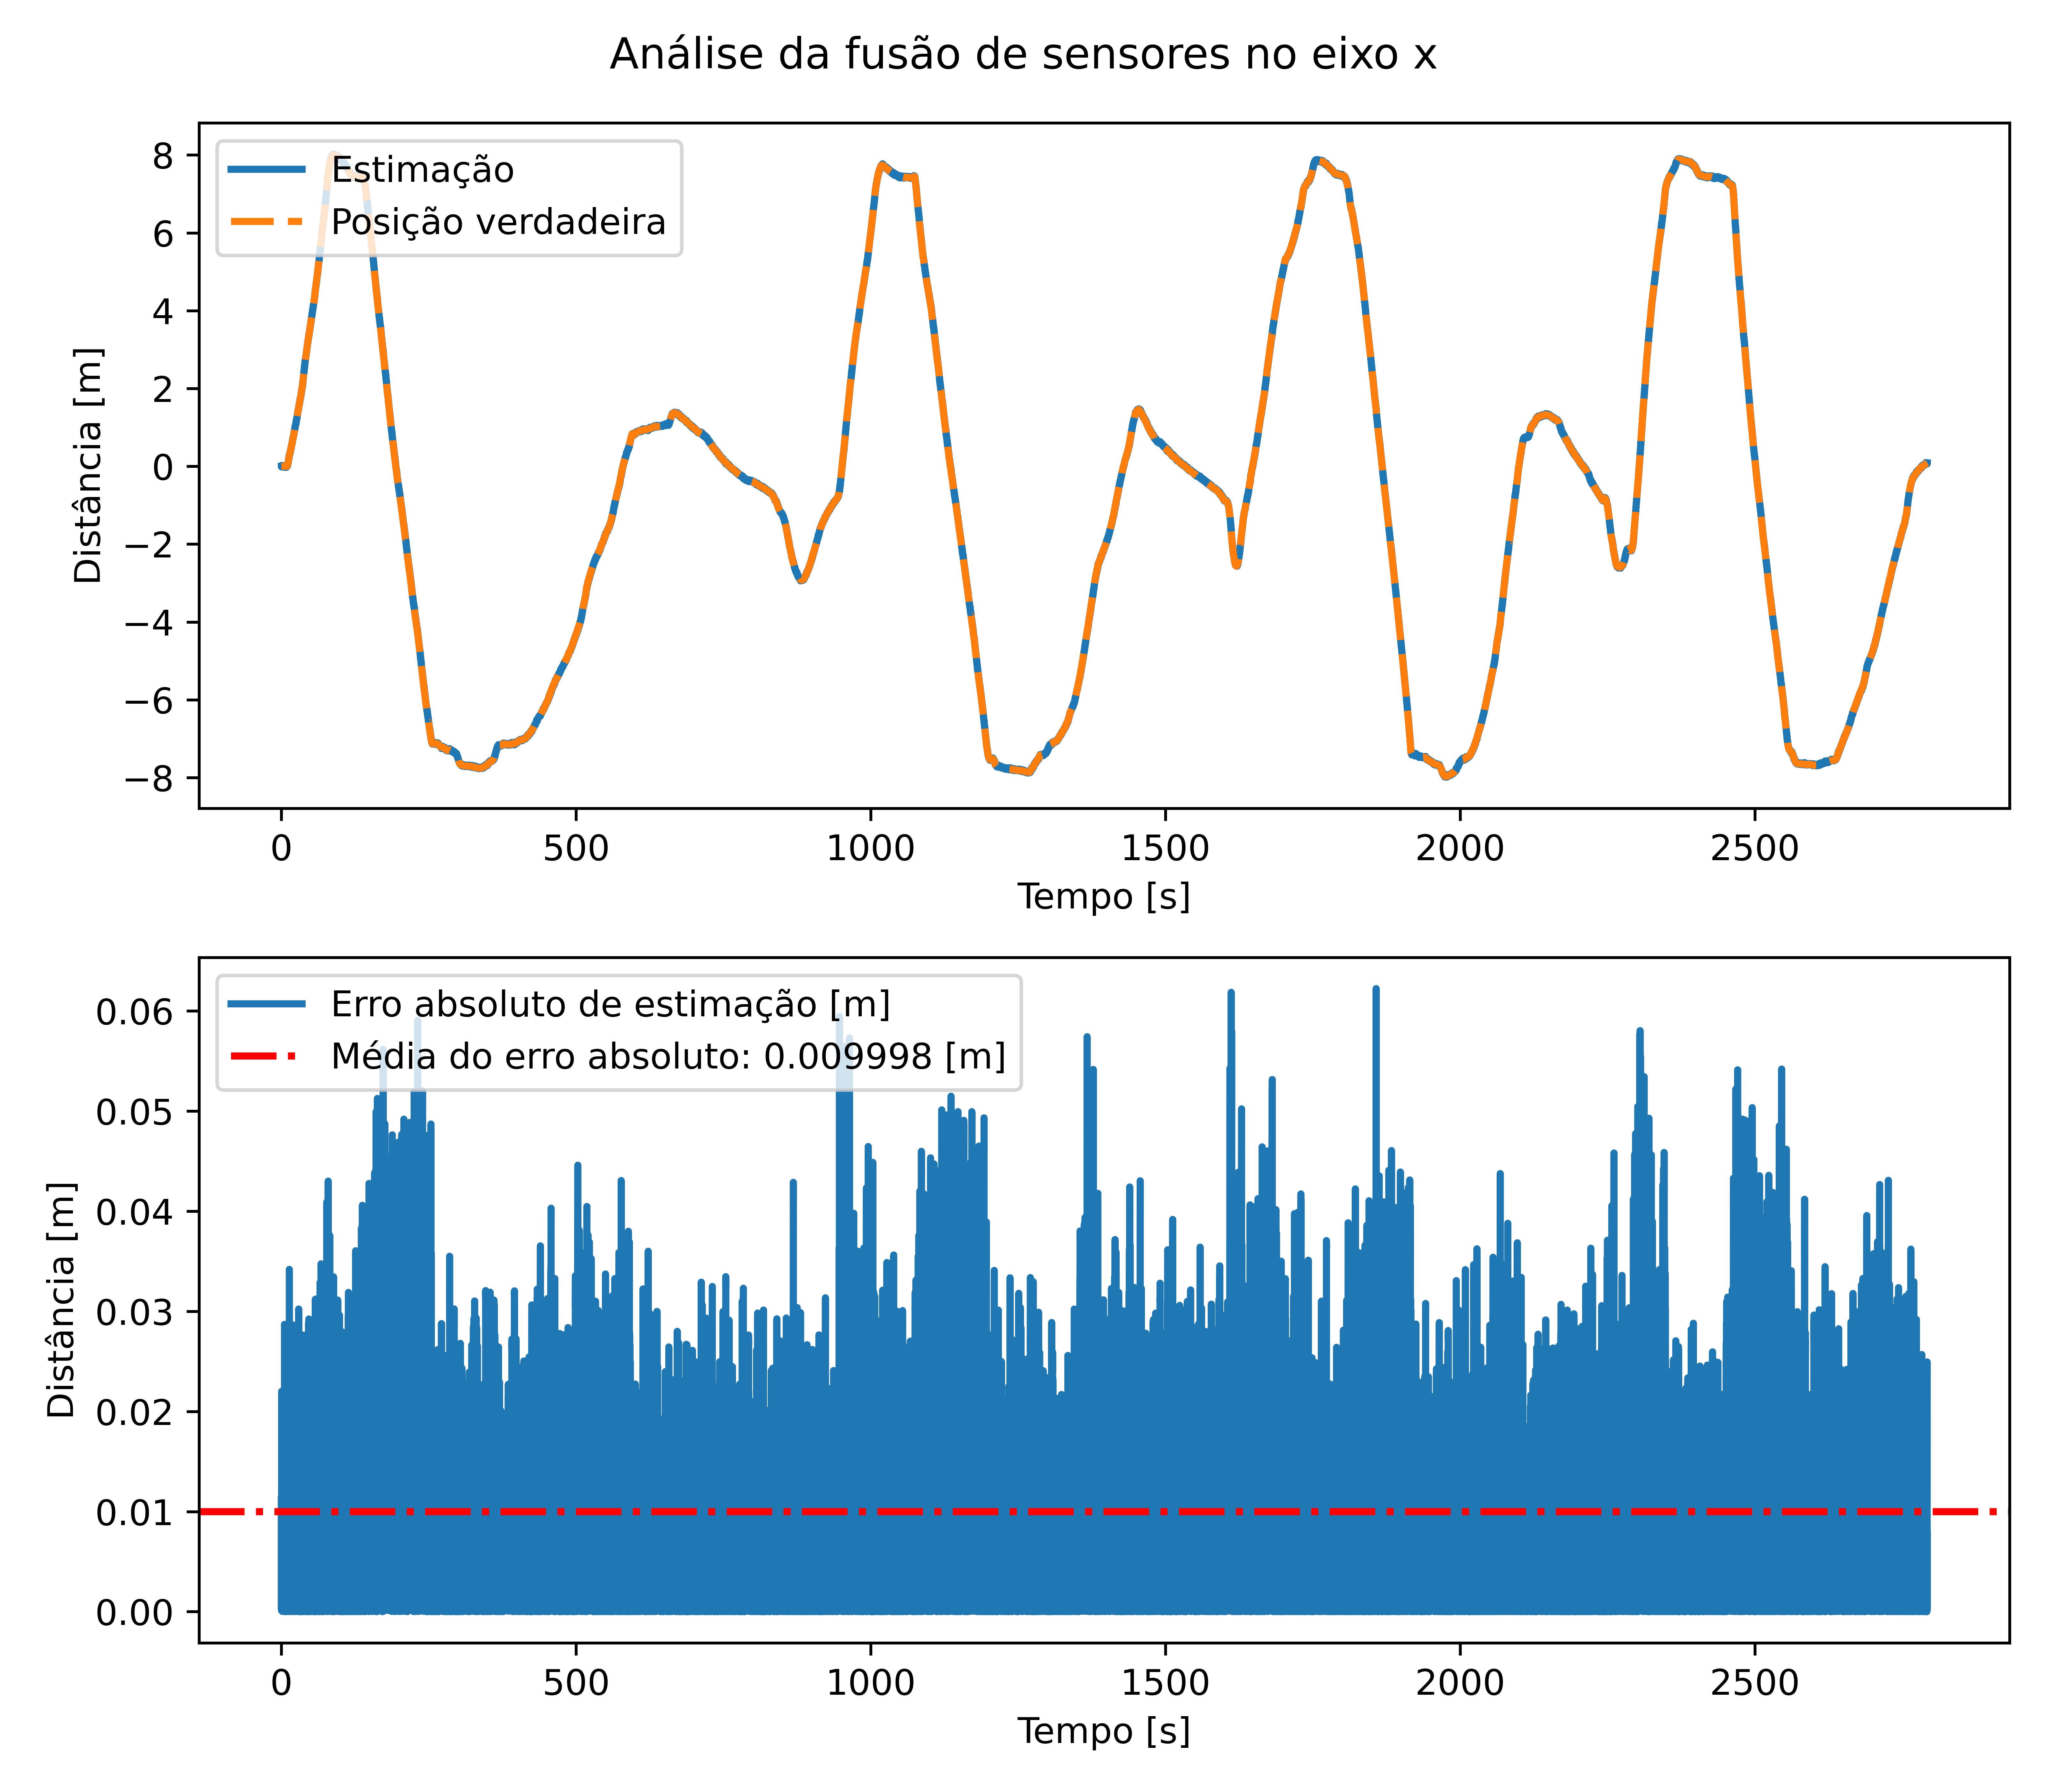 Análise da fusão de sensores no eixo x
Estimação
Posição verdadeira
8
6
4
2
0
−2
−4
−6
−8
Distância [m]
0 500 1000 1500 2000 2500
Tempo [s]
Erro absoluto de estimação [m]
Média do erro absoluto: 0.009998 [m]
0.06
0.05
0.04
0.03
0.02
0.01
0.00
Distância [m]
0 500 1000 1500 2000 2500
Tempo [s]